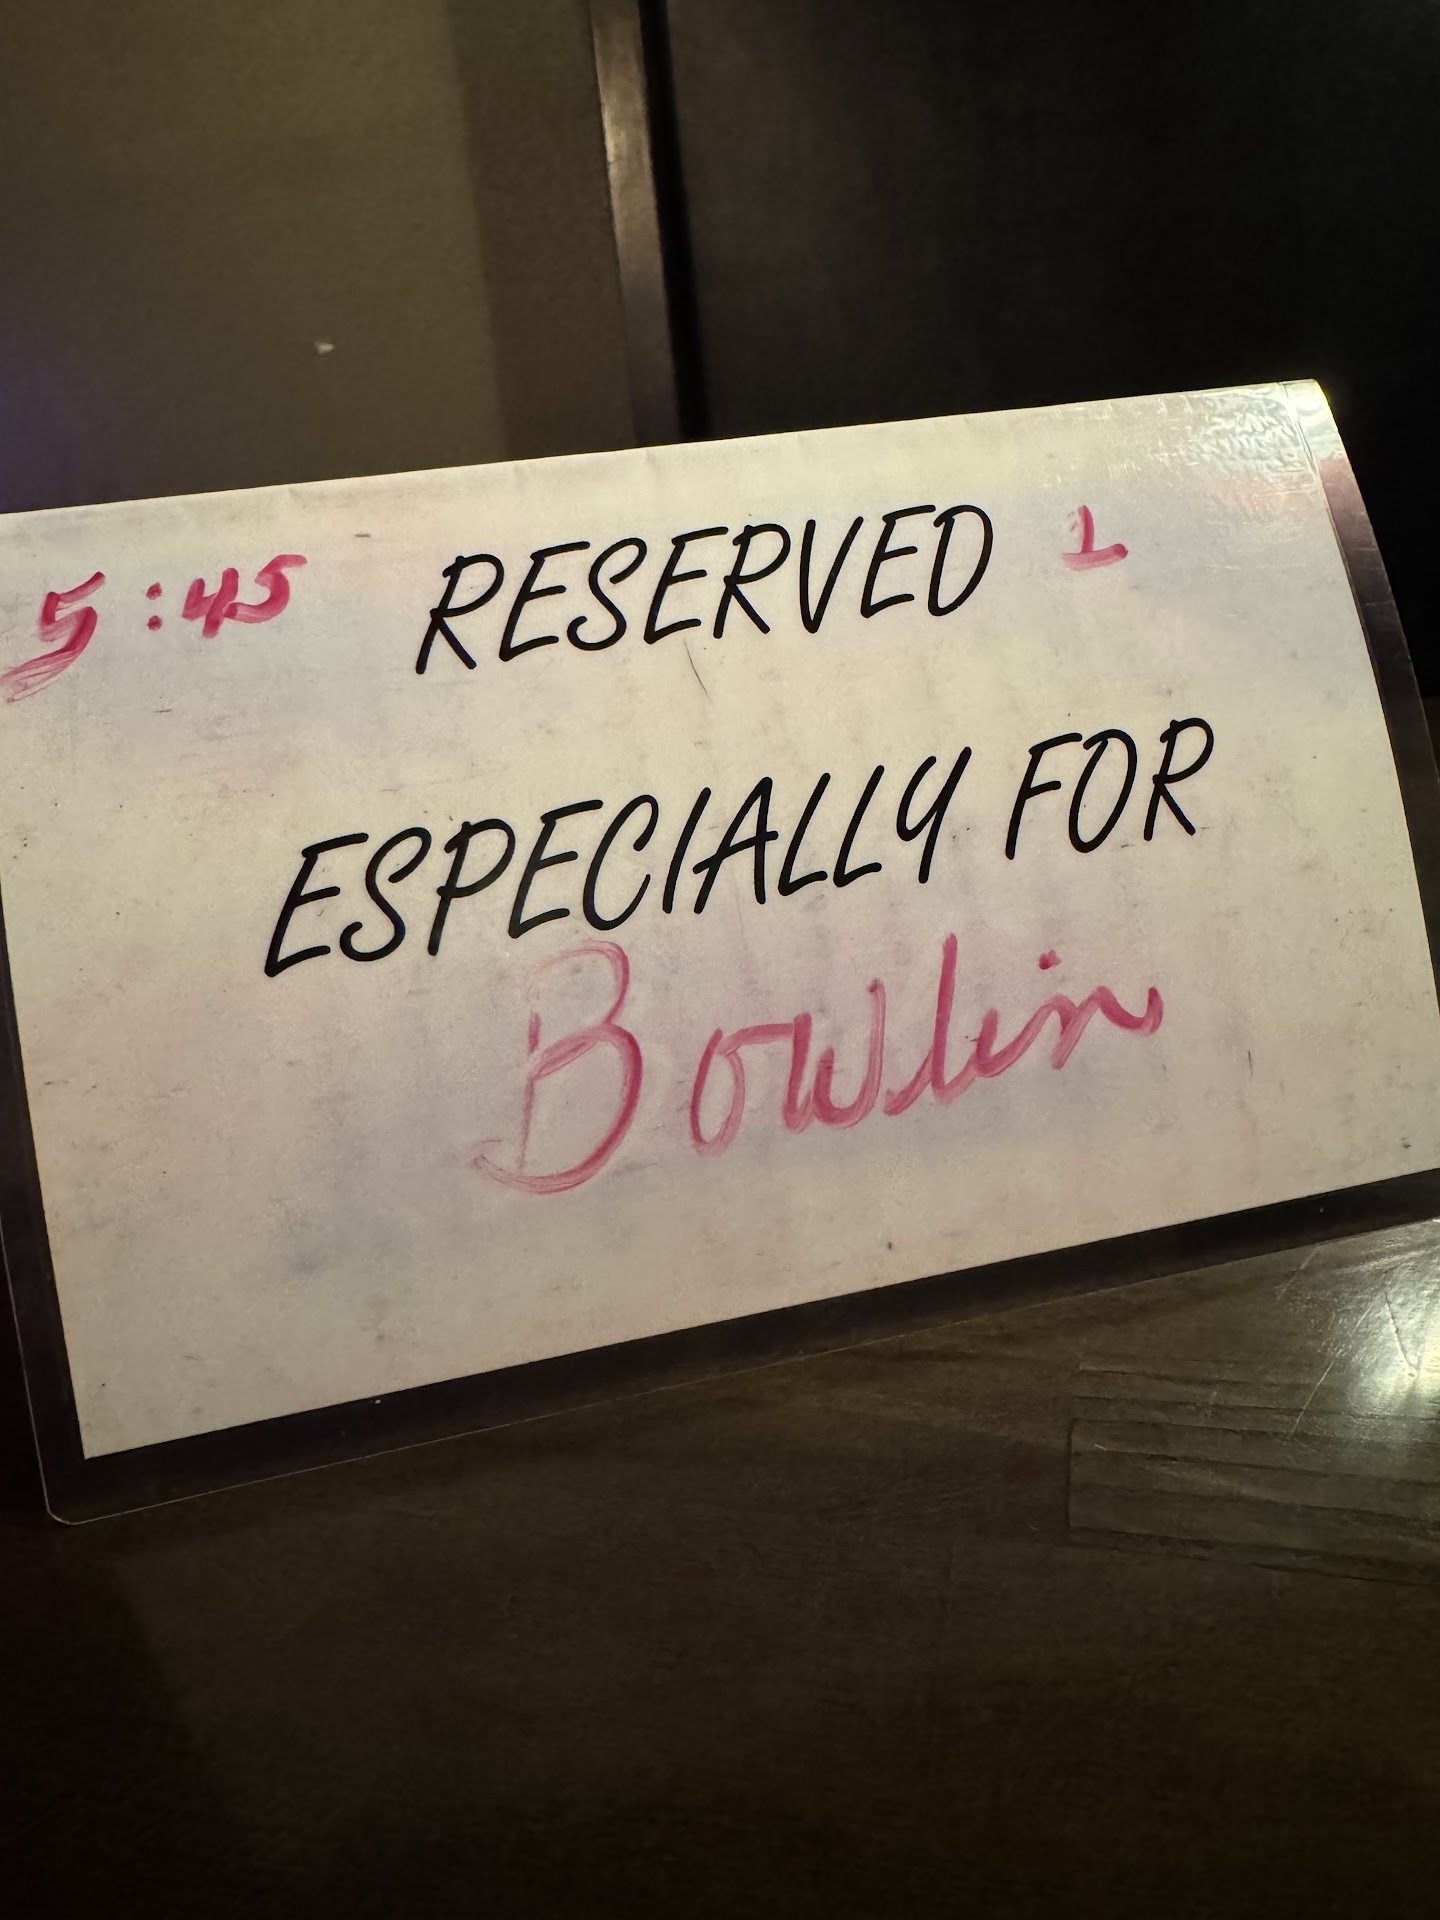 5:45 RESERVED 1
ESPECIALLY FOR
Bowlin